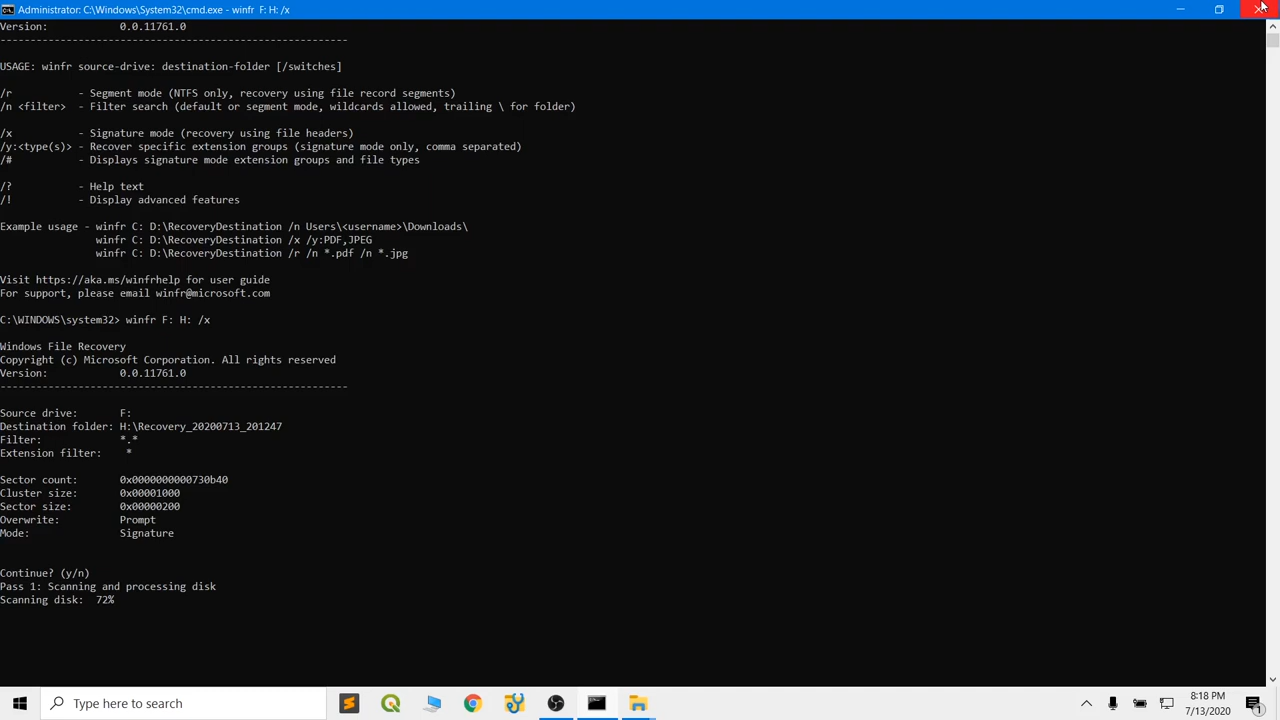 Administrator: C:\Windows\System32\cmd.exe - winfr  F: H: /x
Version:       0.0.11761.0
----------------------------------------------------------
USAGE: winfr source-drive: destination-folder [/switches]
/r           - Segment mode (NTFS only, recovery using file record segments)
/n <filter>  - Filter search (default or segment mode, wildcards allowed, trailing \ for folder)
/x           - Signature mode (recovery using file headers)
/y:<type(s)> - Recover specific extension groups (signature mode only, comma separated)
/#           - Displays signature mode extension groups and file types
/?           - Help text
/!           - Display advanced features
Example usage - winfr C: D:\RecoveryDestination /n Users\<username>\Downloads\
                winfr C: D:\RecoveryDestination /x /y:PDF,JPEG
                winfr C: D:\RecoveryDestination /r /n *.pdf /n *.jpg
Visit https://aka.ms/winfrhelp for user guide
For support, please email winfr@microsoft.com
C:\WINDOWS\system32> winfr F: H: /x
Windows File Recovery
Copyright (c) Microsoft Corporation. All rights reserved
Version:            0.0.11761.0
----------------------------------------------------------
Source drive:       F:
Destination folder: H:\Recovery_20200713_201247
Filter:             *.*
Extension filter:    *
Sector count:       0x0000000000730b40
Cluster size:       0x00001000
Sector size:        0x00000200
Overwrite:          Prompt
Mode:               Signature
Continue? (y/n)
Pass 1: Scanning and processing disk
Scanning disk:  72%
Type here to search
8:18 PM
7/13/2020
1